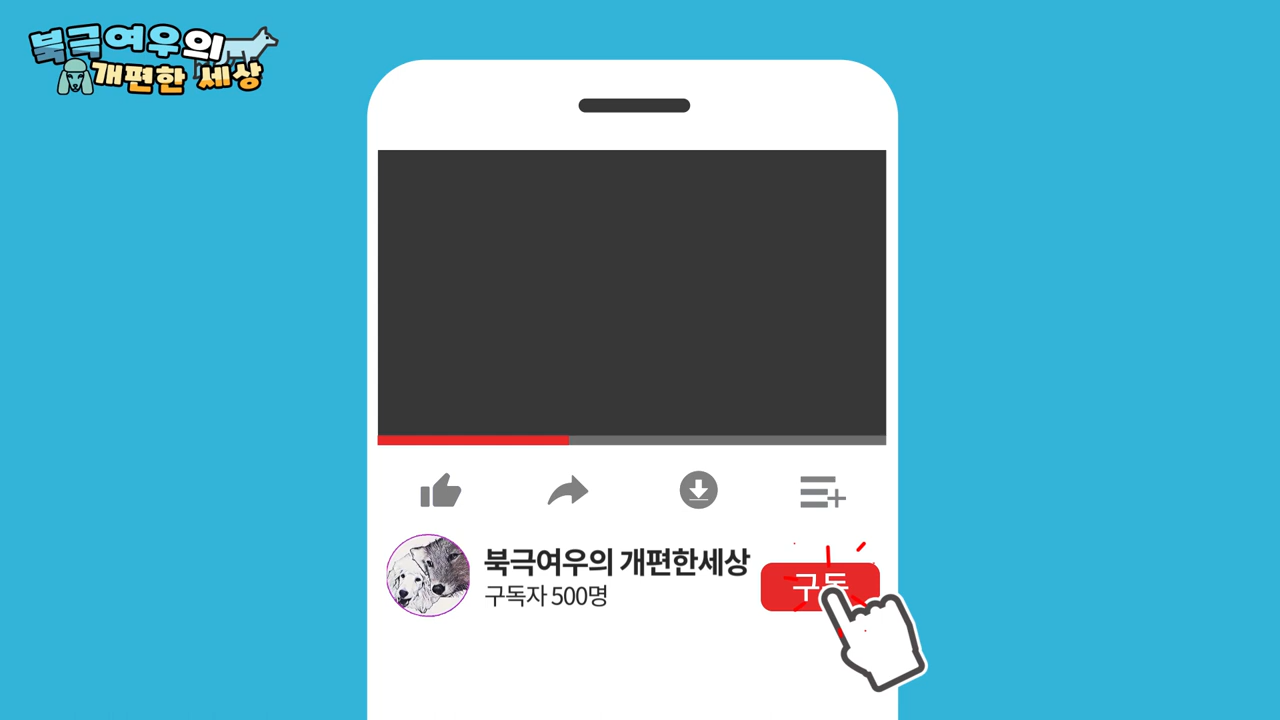 북극여우의
개편한 세상
북극여우의 개편한세상
구독자 500명
구독